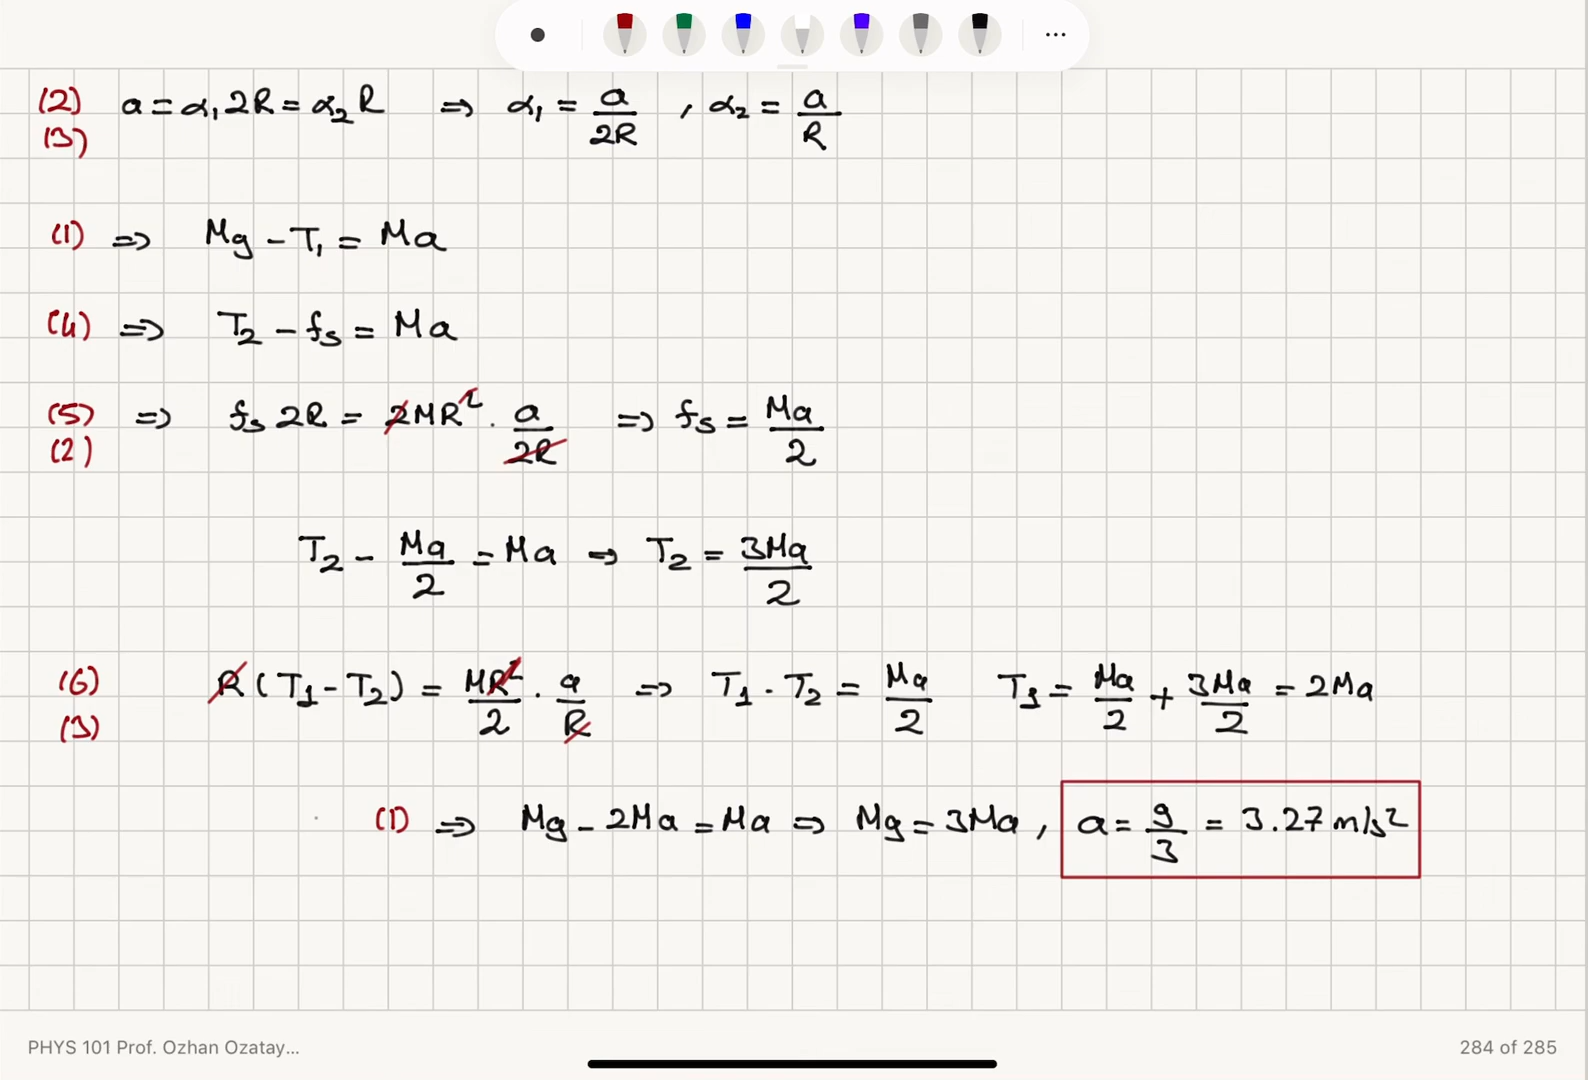 (2) a = α₁2R = α₂R ⇒ α₁ = a/2R , α₂ = a/R
(3)
(1) ⇒ Mg - T₁ = Ma
(4) ⇒ T₂ - fs = Ma
(5) ⇒ fs 2R = 2MR² . a/2R ⇒ fs = Ma/2
(2)
T₂ - Ma/2 = Ma ⇒ T₂ = 3Ma/2
(6) R(T₁ - T₂) = MR²/2 . a/R ⇒ T₁ - T₂ = Ma/2 T₁ = Ma/2 + 3Ma/2 = 2Ma
(3)
(1) ⇒ Mg - 2Ma = Ma ⇒ Mg = 3Ma , a = g/3 = 3.27 m/s²
PHYS 101 Prof. Ozhan Ozatay...
284 of 285